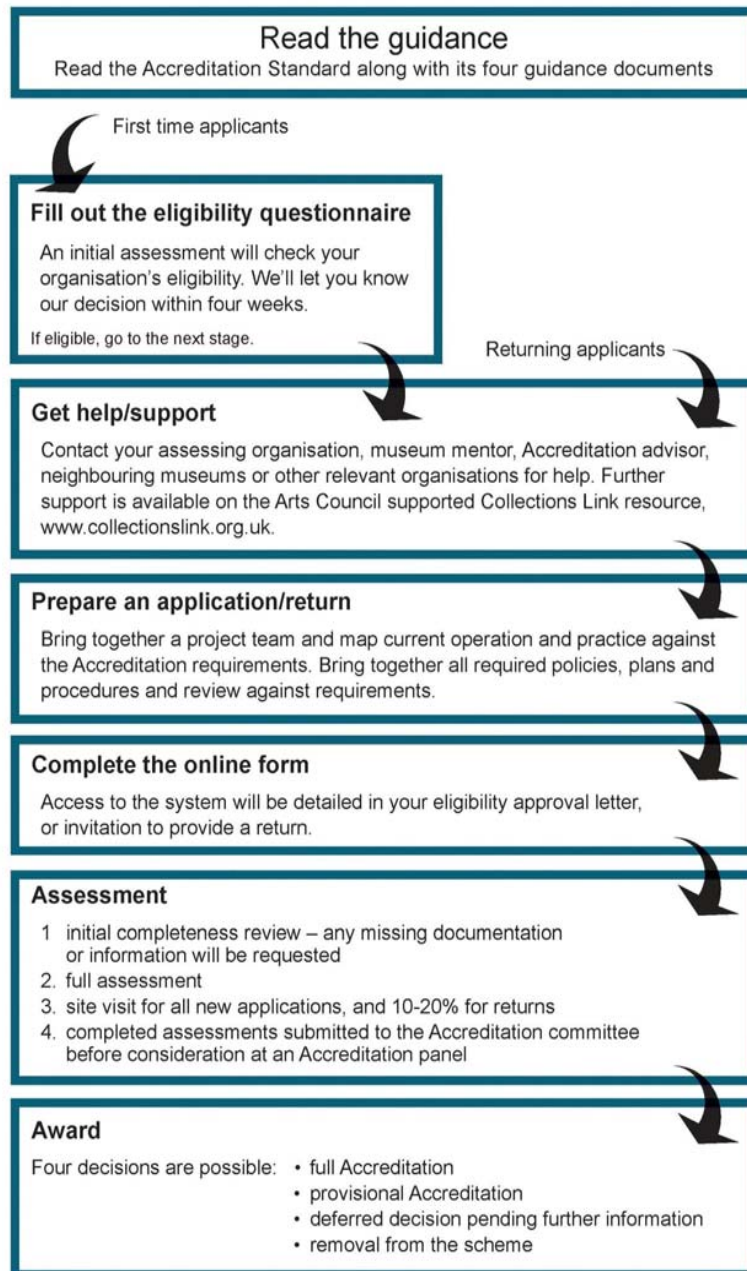 Read the guidance
Read the Accreditation Standard along with its four guidance documents
First time applicants
Fill out the eligibility questionnaire
An initial assessment will check your
organisation's eligibility. We'll let you know
our decision within four weeks.
If eligible, go to the next stage.
Returning applicants
Get help/support
Contact your assessing organisation, museum mentor, Accreditation advisor,
neighbouring museums or other relevant organisations for help. Further
support is available on the Arts Council supported Collections Link resource,
www.collectionslink.org.uk.
Prepare an application/return
Bring together a project team and map current operation and practice against
the Accreditation requirements. Bring together all required policies, plans and
procedures and review against requirements.
Complete the online form
Access to the system will be detailed in your eligibility approval letter,
or invitation to provide a return.
Assessment
1 initial completeness review – any missing documentation
or information will be requested
2. full assessment
3. site visit for all new applications, and 10-20% for returns
4. completed assessments submitted to the Accreditation committee
before consideration at an Accreditation panel
Award
Four decisions are possible: • full Accreditation
• provisional Accreditation
• deferred decision pending further information
• removal from the scheme